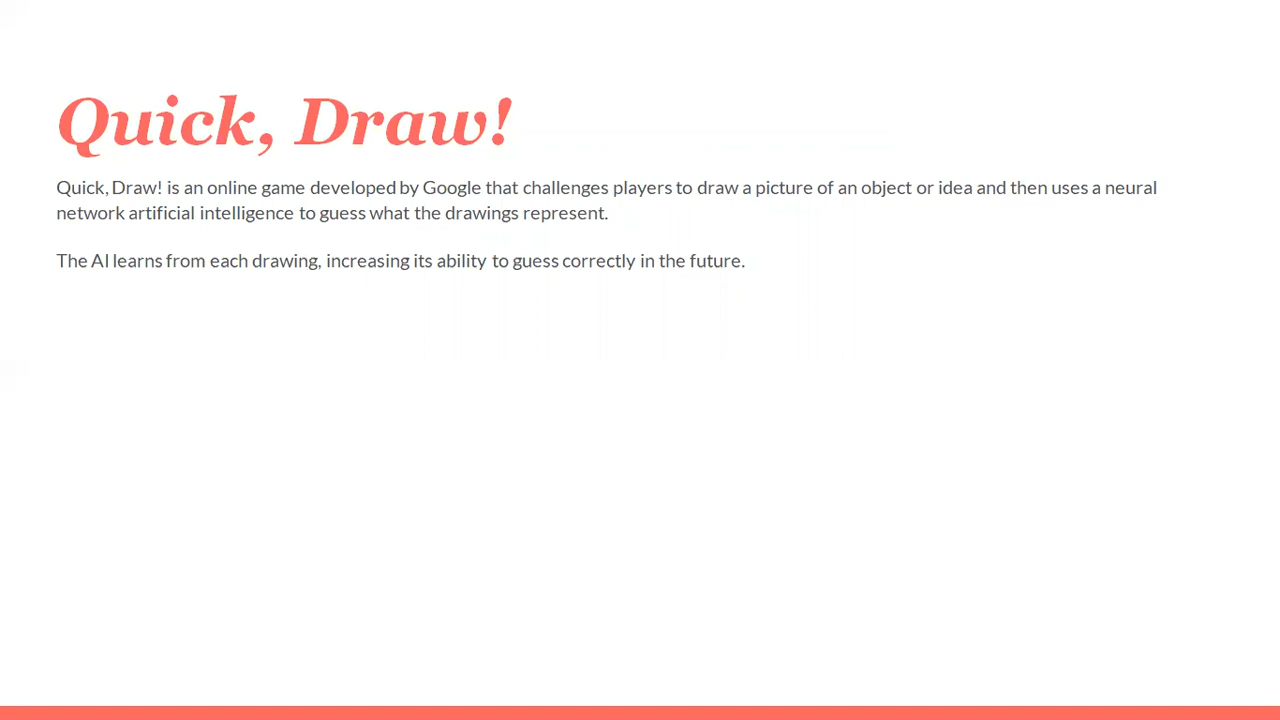 Quick, Draw!
Quick, Draw! is an online game developed by Google that challenges players to draw a picture of an object or idea and then uses a neural
network artificial intelligence to guess what the drawings represent.
The AI learns from each drawing, increasing its ability to guess correctly in the future.